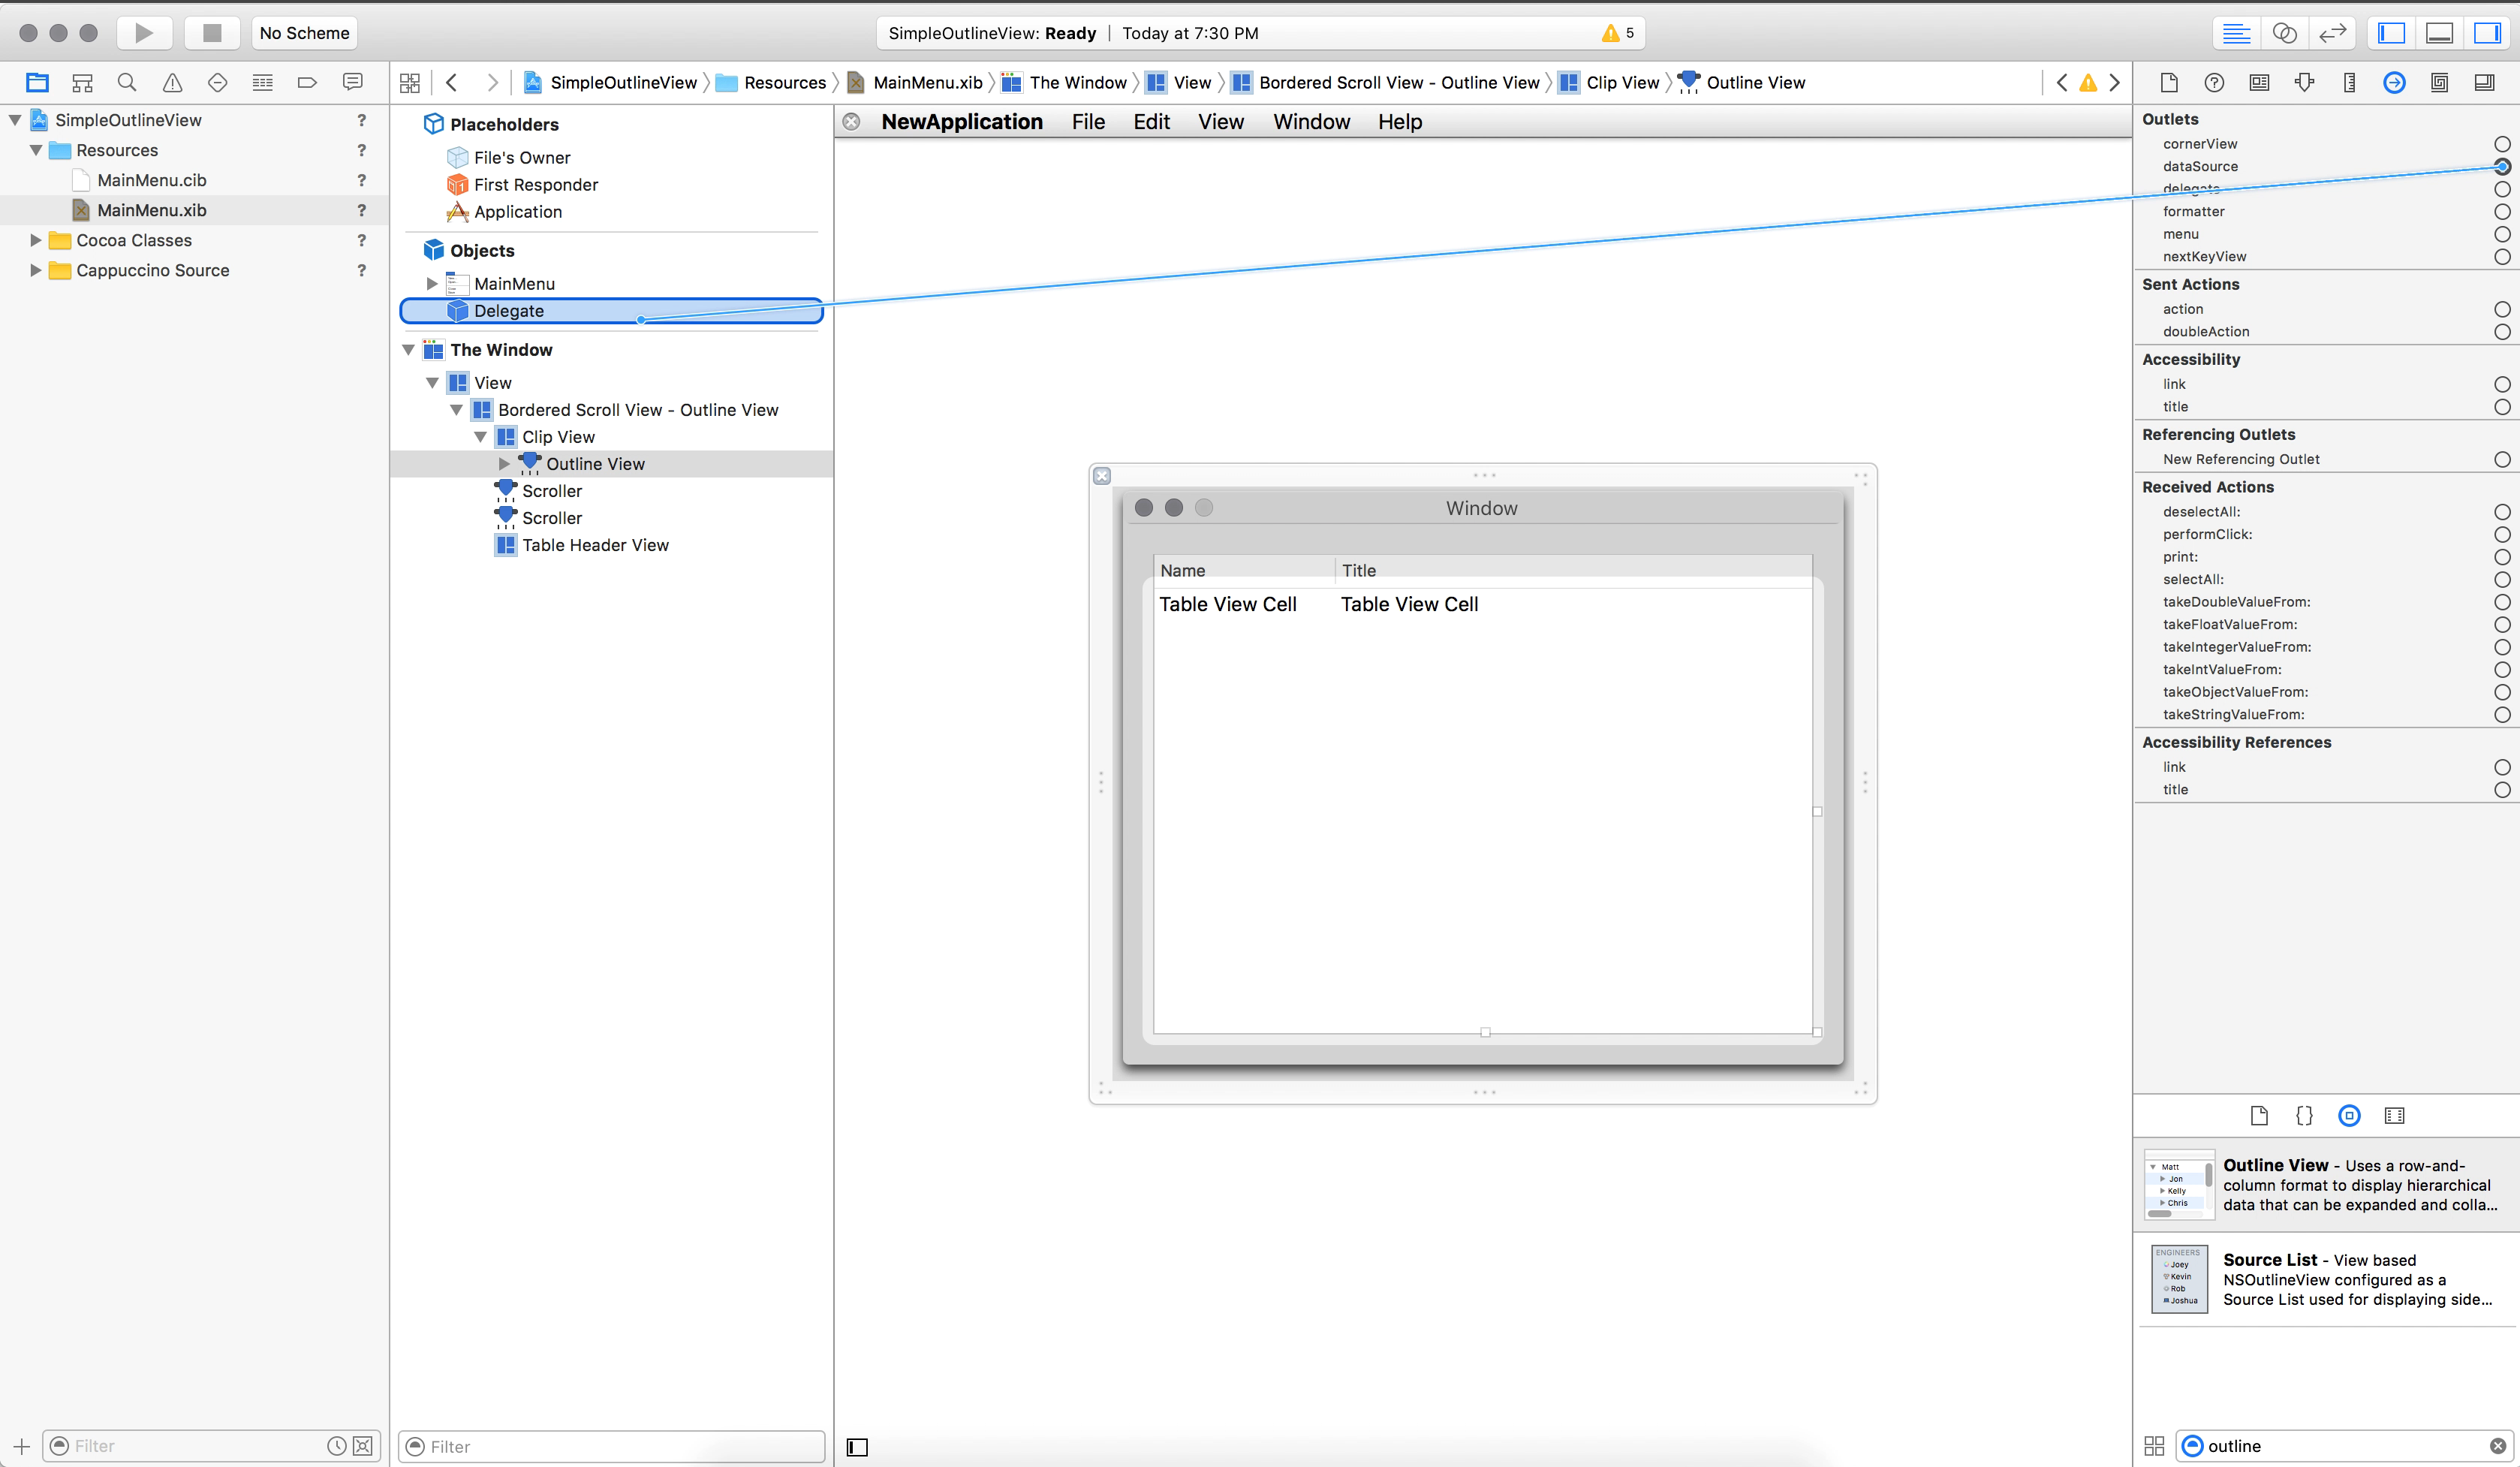 No Scheme
SimpleOutlineView: Ready | Today at 7:30 PM
5
SimpleOutlineView
Resources
MainMenu.xib
The Window
View
Bordered Scroll View - Outline View
Clip View
Outline View
SimpleOutlineView ?
Resources ?
MainMenu.cib ?
MainMenu.xib ?
Cocoa Classes ?
Cappuccino Source ?
Filter
Placeholders
File's Owner
First Responder
Application
Objects
MainMenu
Delegate
The Window
View
Bordered Scroll View - Outline View
Clip View
Outline View
Scroller
Scroller
Table Header View
Filter
NewApplication File Edit View Window Help
Window
Name Title
Table View Cell Table View Cell
Outlets
cornerView
dataSource
delegate
formatter
menu
nextKeyView
Sent Actions
action
doubleAction
Accessibility
link
title
Referencing Outlets
New Referencing Outlet
Received Actions
deselectAll:
performClick:
print:
selectAll:
takeDoubleValueFrom:
takeFloatValueFrom:
takeIntegerValueFrom:
takeIntValueFrom:
takeObjectValueFrom:
takeStringValueFrom:
Accessibility References
link
title
{}
Matt
Jon
Kelly
Chris
Outline View - Uses a row-and-
column format to display hierarchical
data that can be expanded and colla...
ENGINEERS
Joey
Kevin
Rob
Joshua
Source List - View based
NSOutlineView configured as a
Source List used for displaying side...
outline